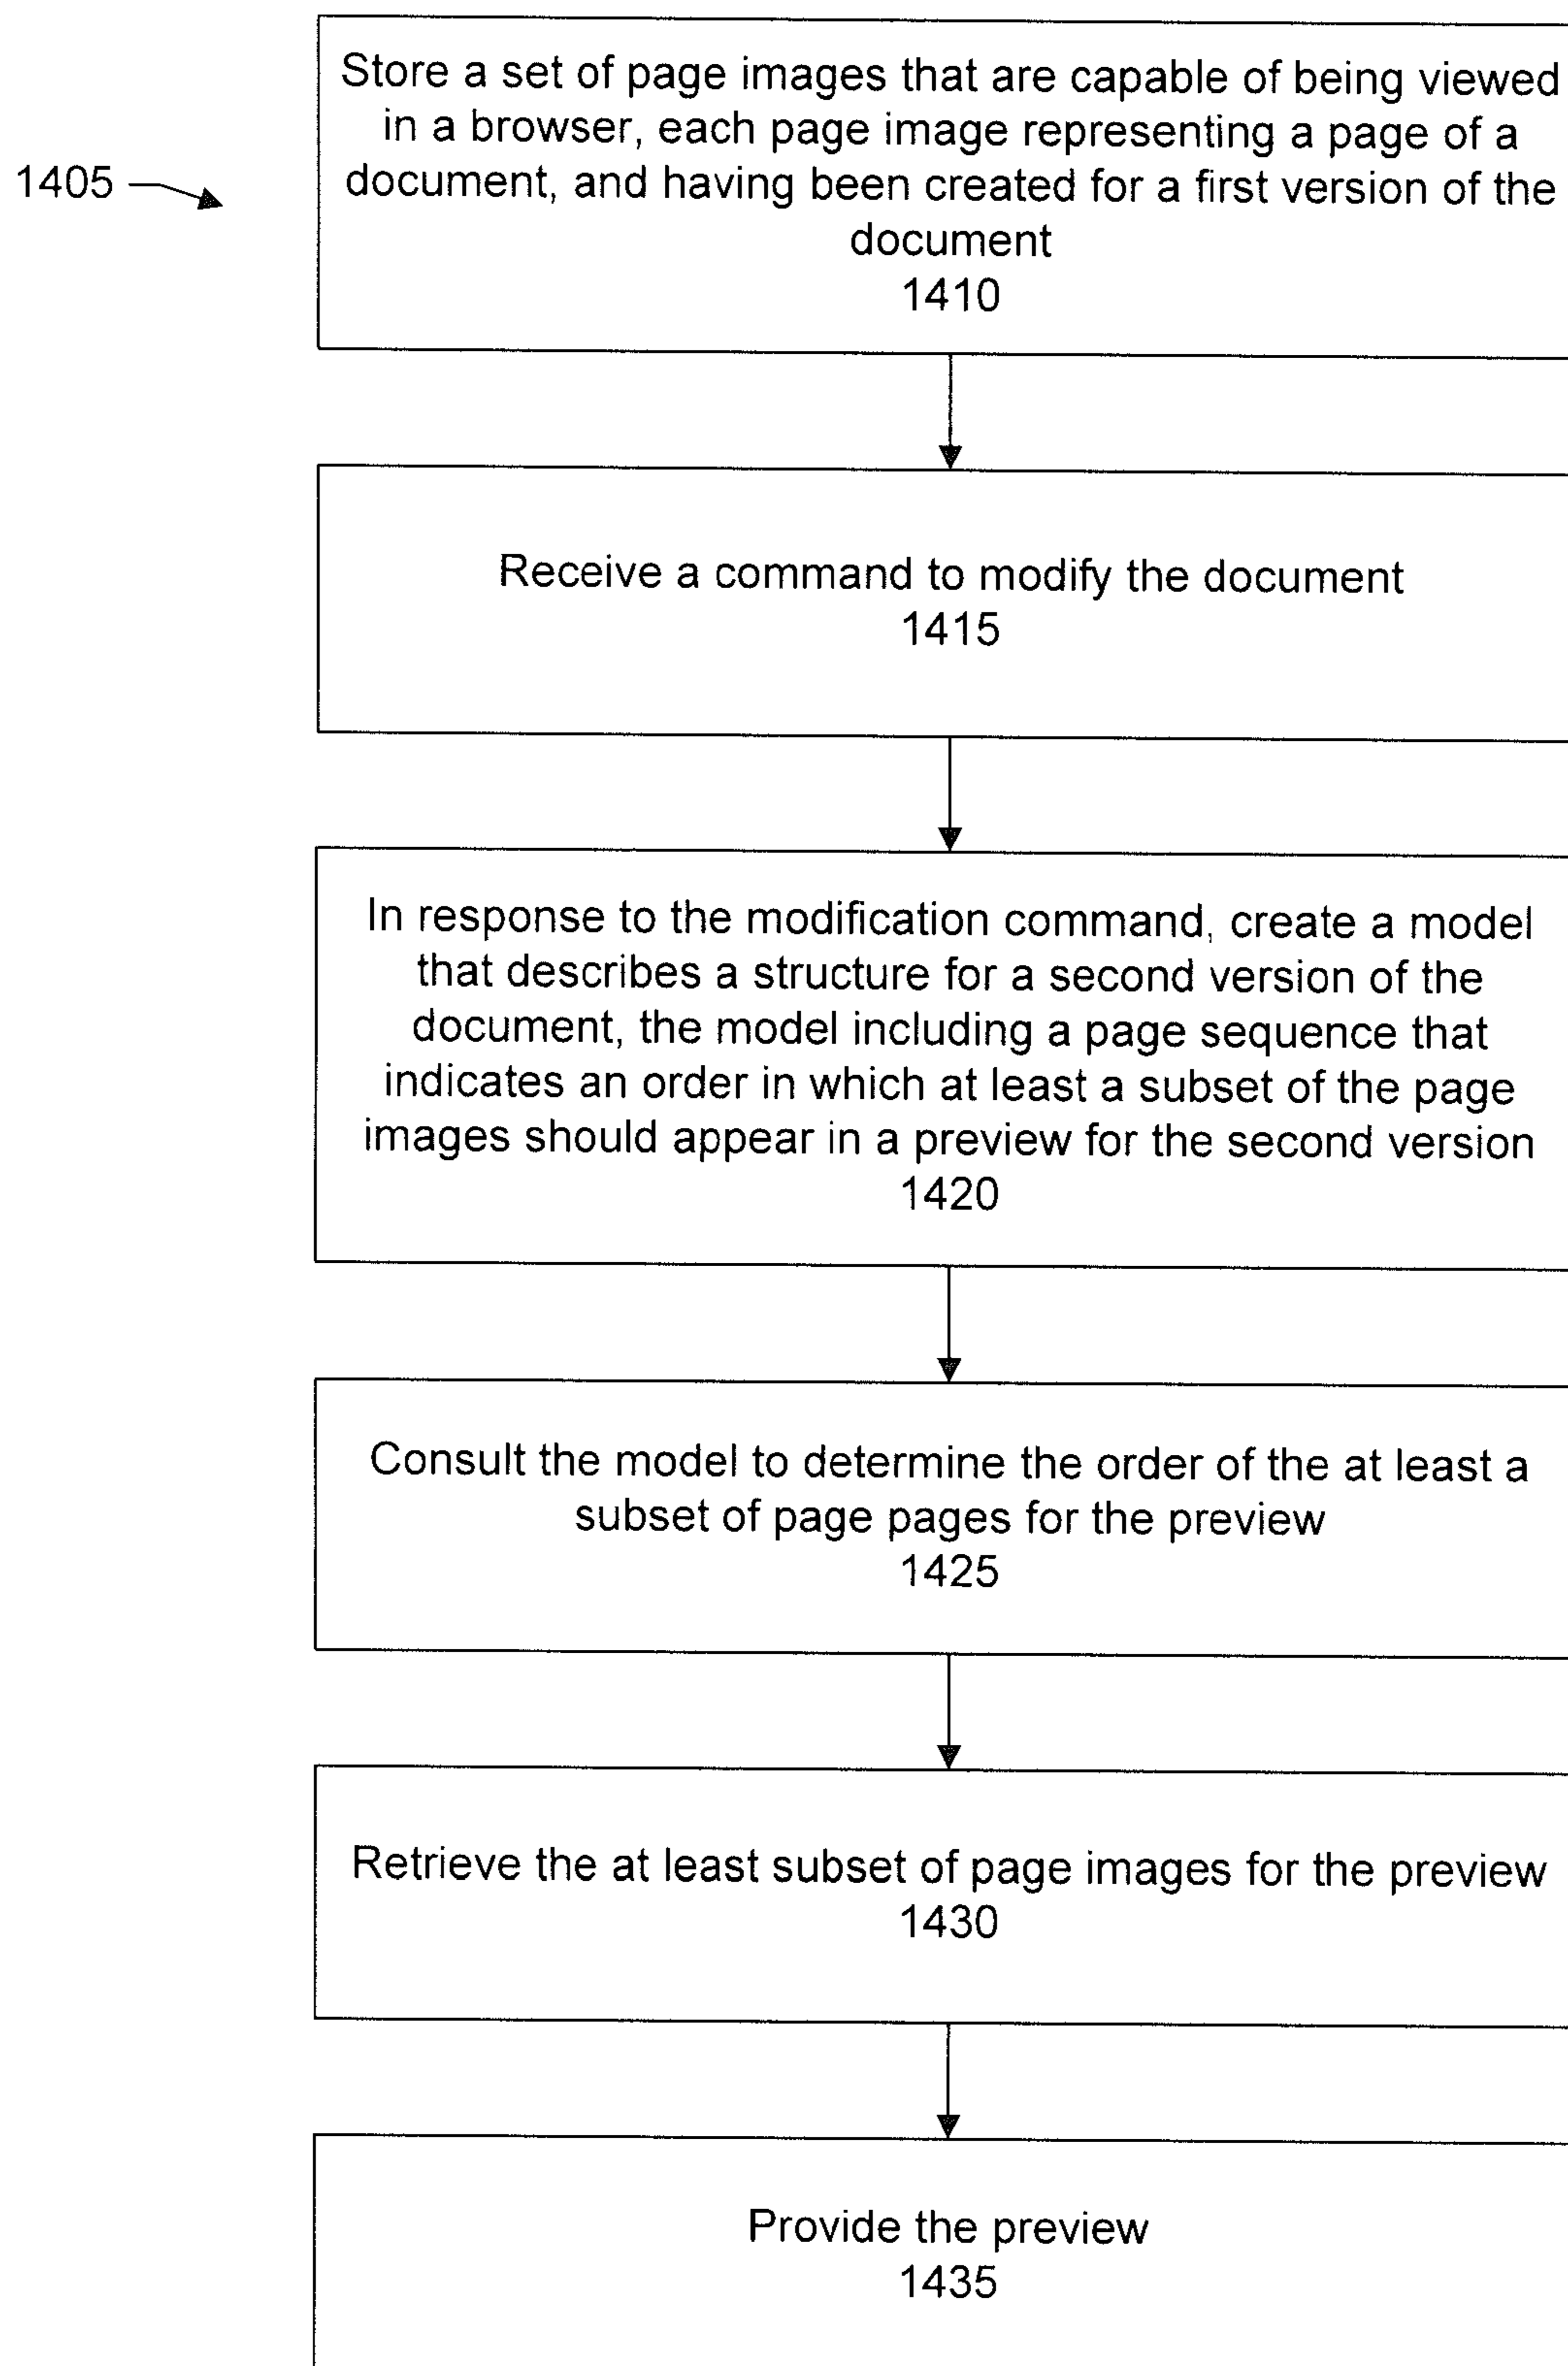 Store a set of page images that are capable of being viewed
in a browser, each page image representing a page of a
1405
document, and having been created for a first version of the
document
1410
Receive a command to modify the document
1415
In response to the modification command, create a model
that describes a structure for a second version of the
document, the model including a page sequence that
indicates an order in which at least a subset of the page
images should appear in a preview for the second version
1420
Consult the model to determine the order of the at least a
subset of page pages for the preview
1425
Retrieve the at least subset of page images for the preview
1430
Provide the preview
1435